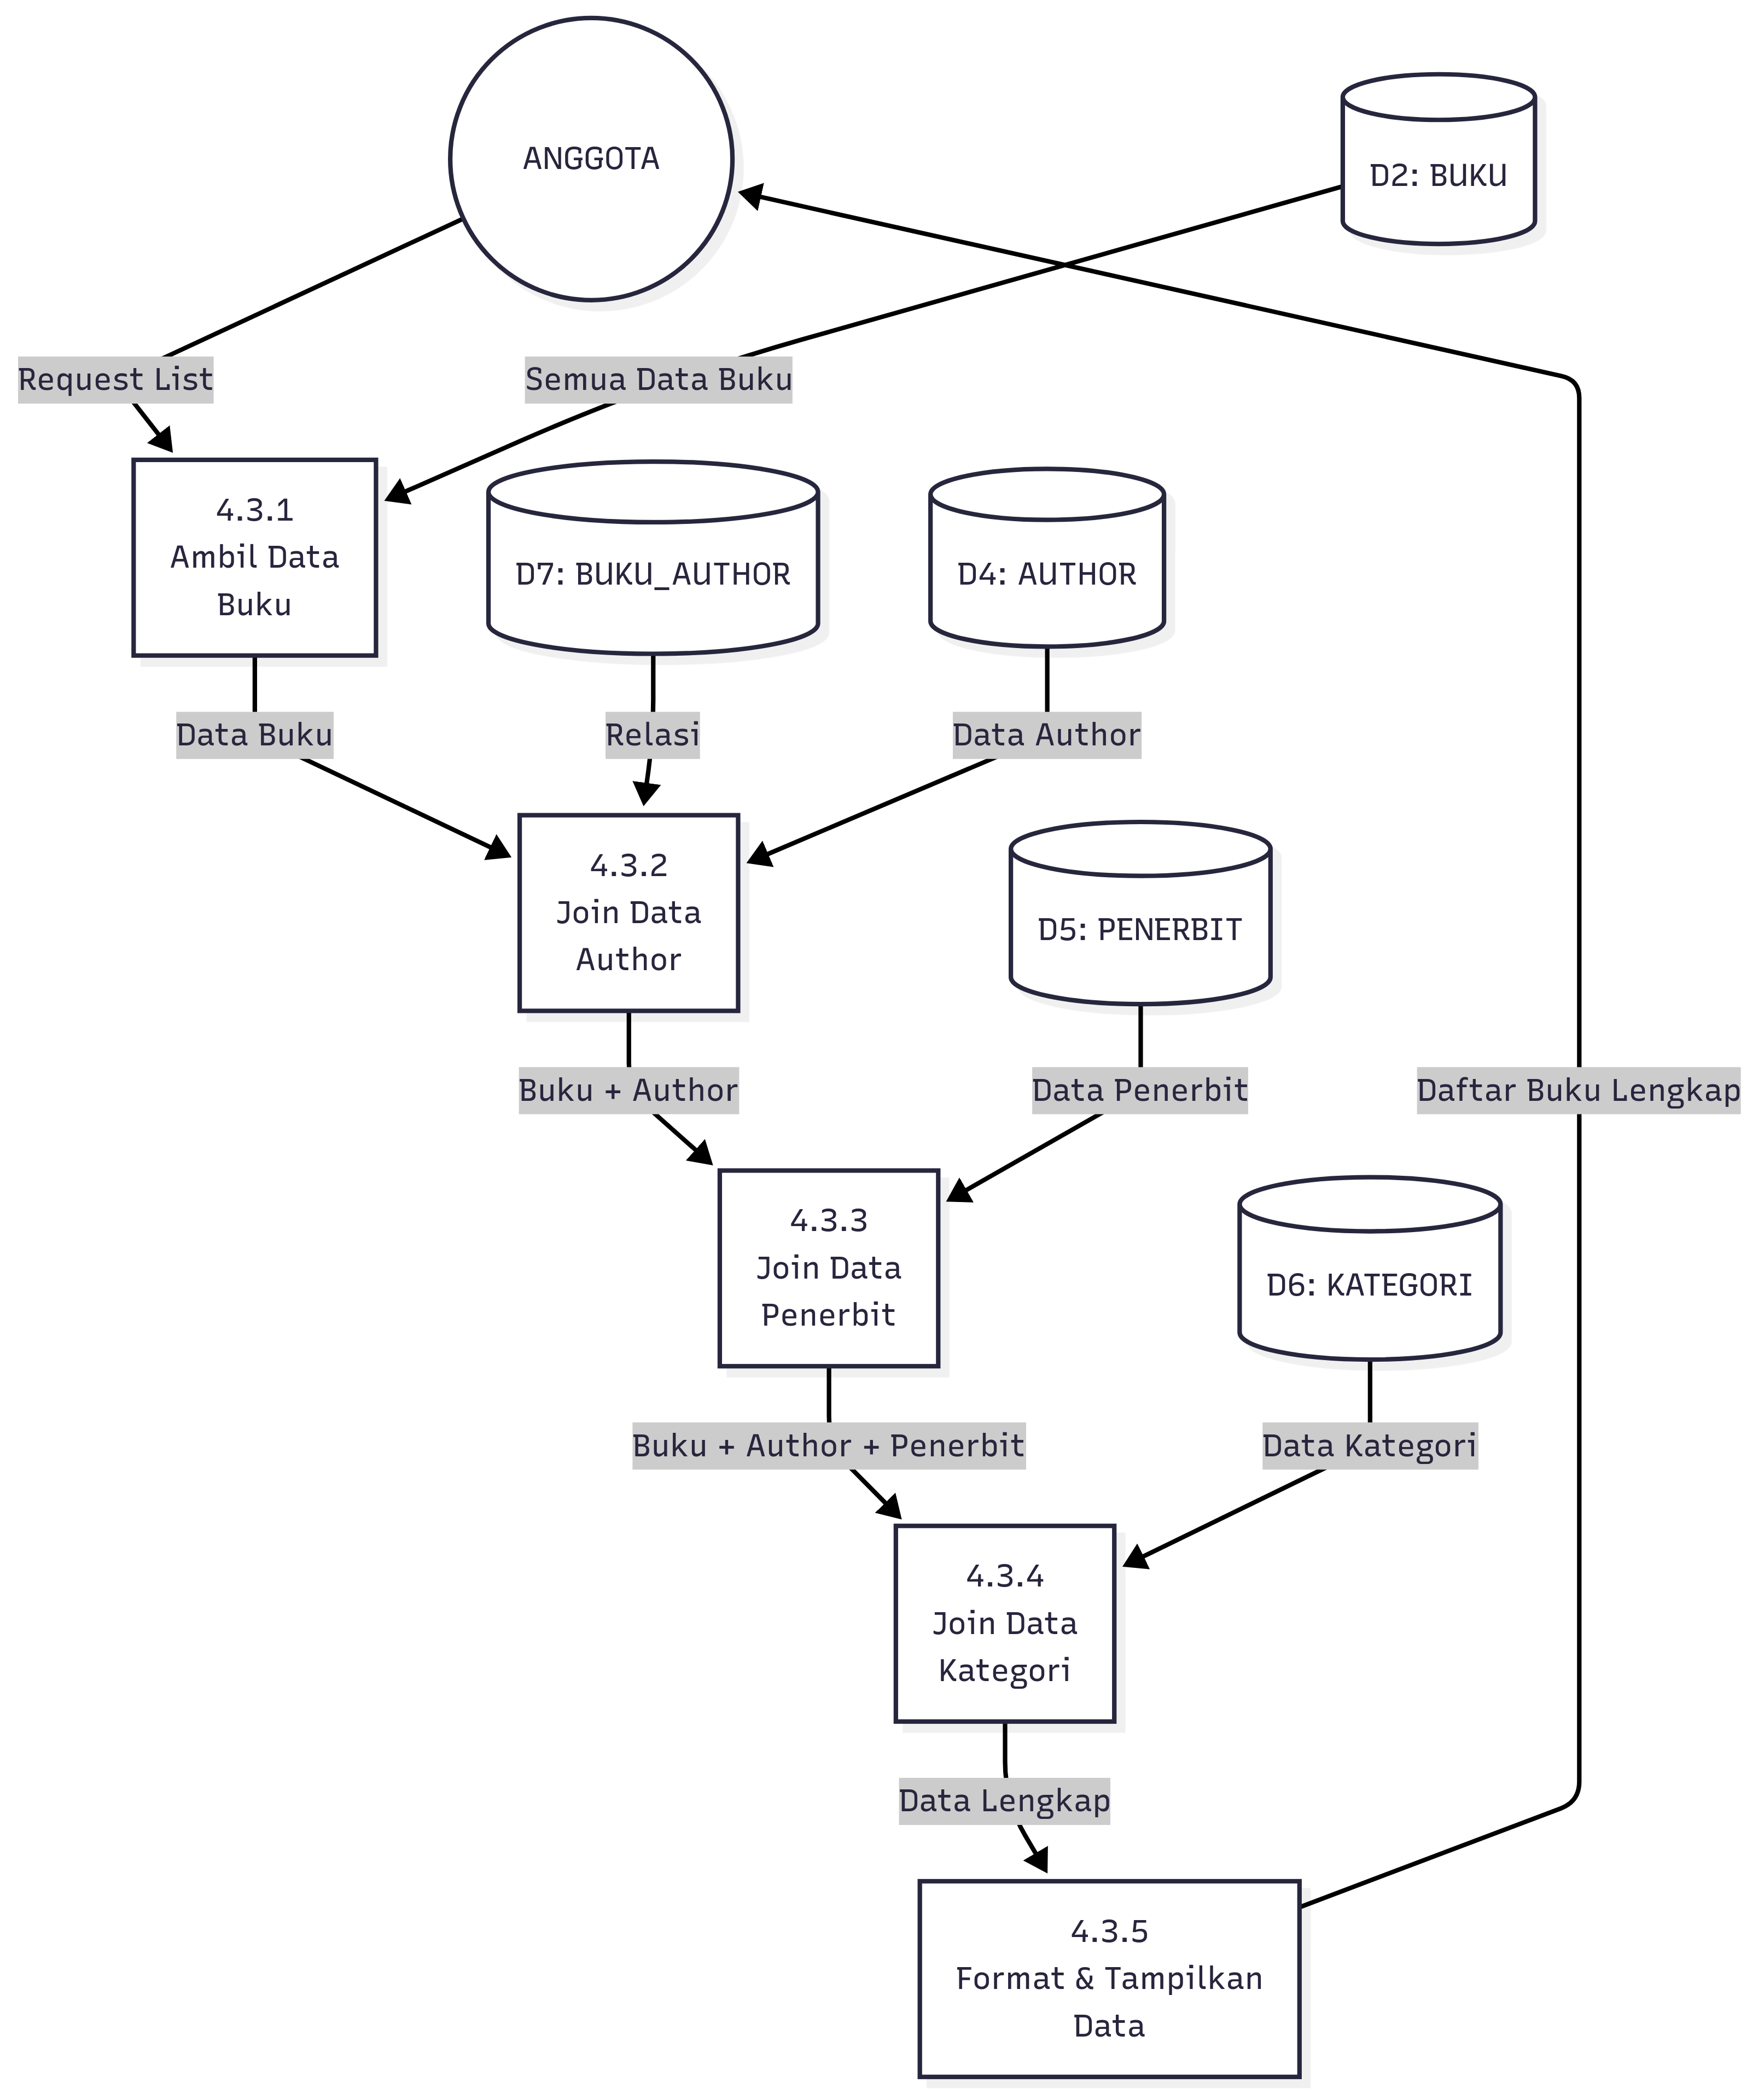 ANGGOTA
D2: BUKU
Request List
Semua Data Buku
4.3.1
Ambil Data
Buku
D7: BUKU_AUTHOR
D4: AUTHOR
Data Buku
Relasi
Data Author
4.3.2
Join Data
Author
D5: PENERBIT
Buku + Author
Data Penerbit
Daftar Buku Lengkap
4.3.3
Join Data
Penerbit
D6: KATEGORI
Buku + Author + Penerbit
Data Kategori
4.3.4
Join Data
Kategori
Data Lengkap
4.3.5
Format & Tampilkan
Data